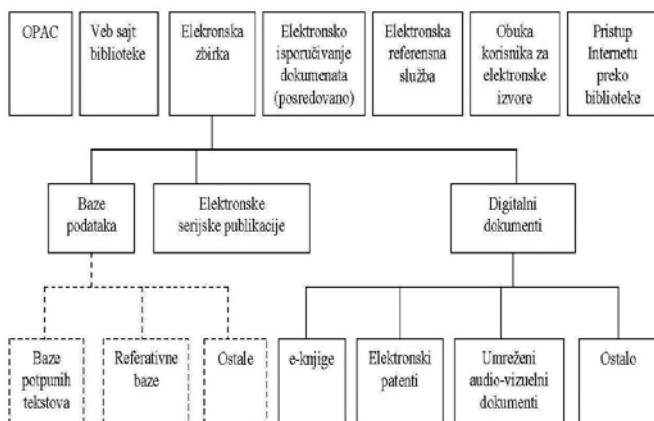 OPAC
Veb sajt
biblioteke
Elekronska
zbirka
Elektronsko
isporučivanje
dokumenata
(posredovano)
Elektronska
referensna
služba
Obuka
korisnika za
elektronske
izvore
Pristup
Internetu
preko
biblioteke
Baze
podataka
Elektronske
serijske publikacije
Digitalni
dokumenti
Baze
potpunih
tekstova
Referativne
baze
Ostale
e-knjige
Elektronski
patenti
Umreženi
audio-vizuelni
dokumenti
Ostalo